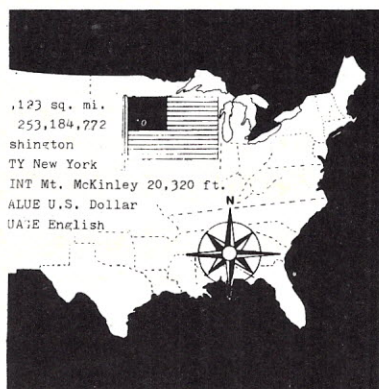 ,123 sq. mi.
253,184,772
shington
TY New York
INT Mt. McKinley 20,320 ft.
ALUE U.S. Dollar
UAGE English
N